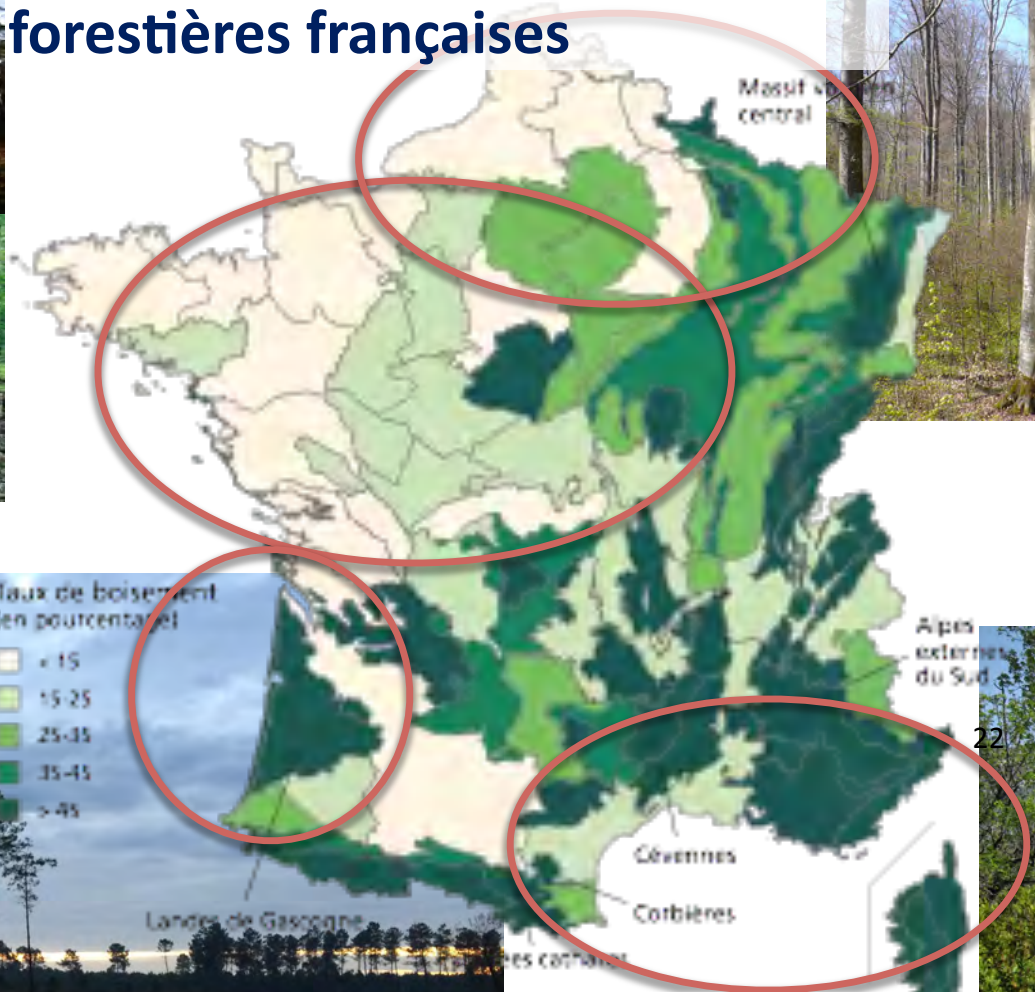 forestières françaises
Massif
central
Taux de boisement
(en pourcentage)
< 15
15-25
25-35
35-45
> 45
Alpes
externes
du Sud
22
Cévennes
Corbières
Landes de Gascogne